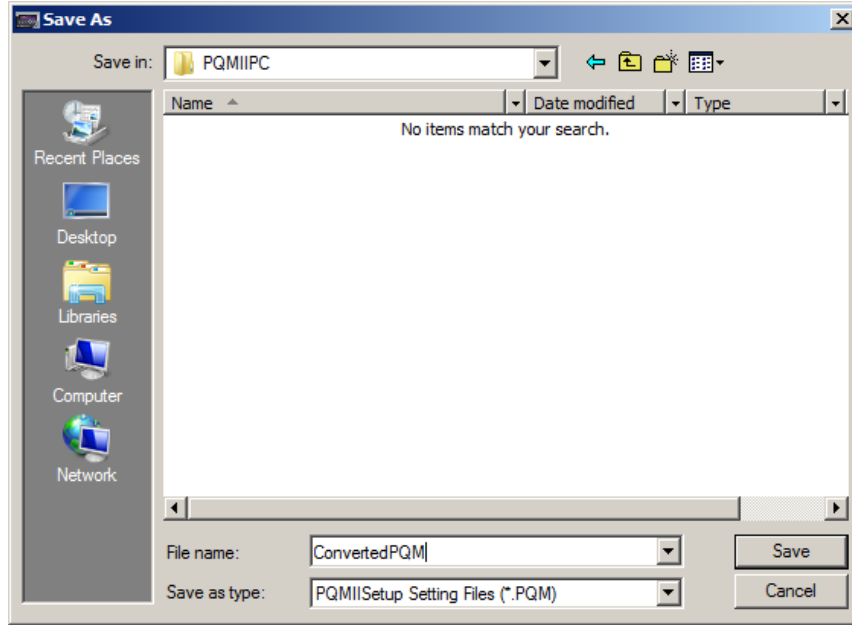 Save As
Save in: PQMIIPC
Name Date modified Type
No items match your search.
Recent Places
Desktop
Libraries
Computer
Network
File name: ConvertedPQM Save
Save as type: PQMIISetup Setting Files (*.PQM) Cancel